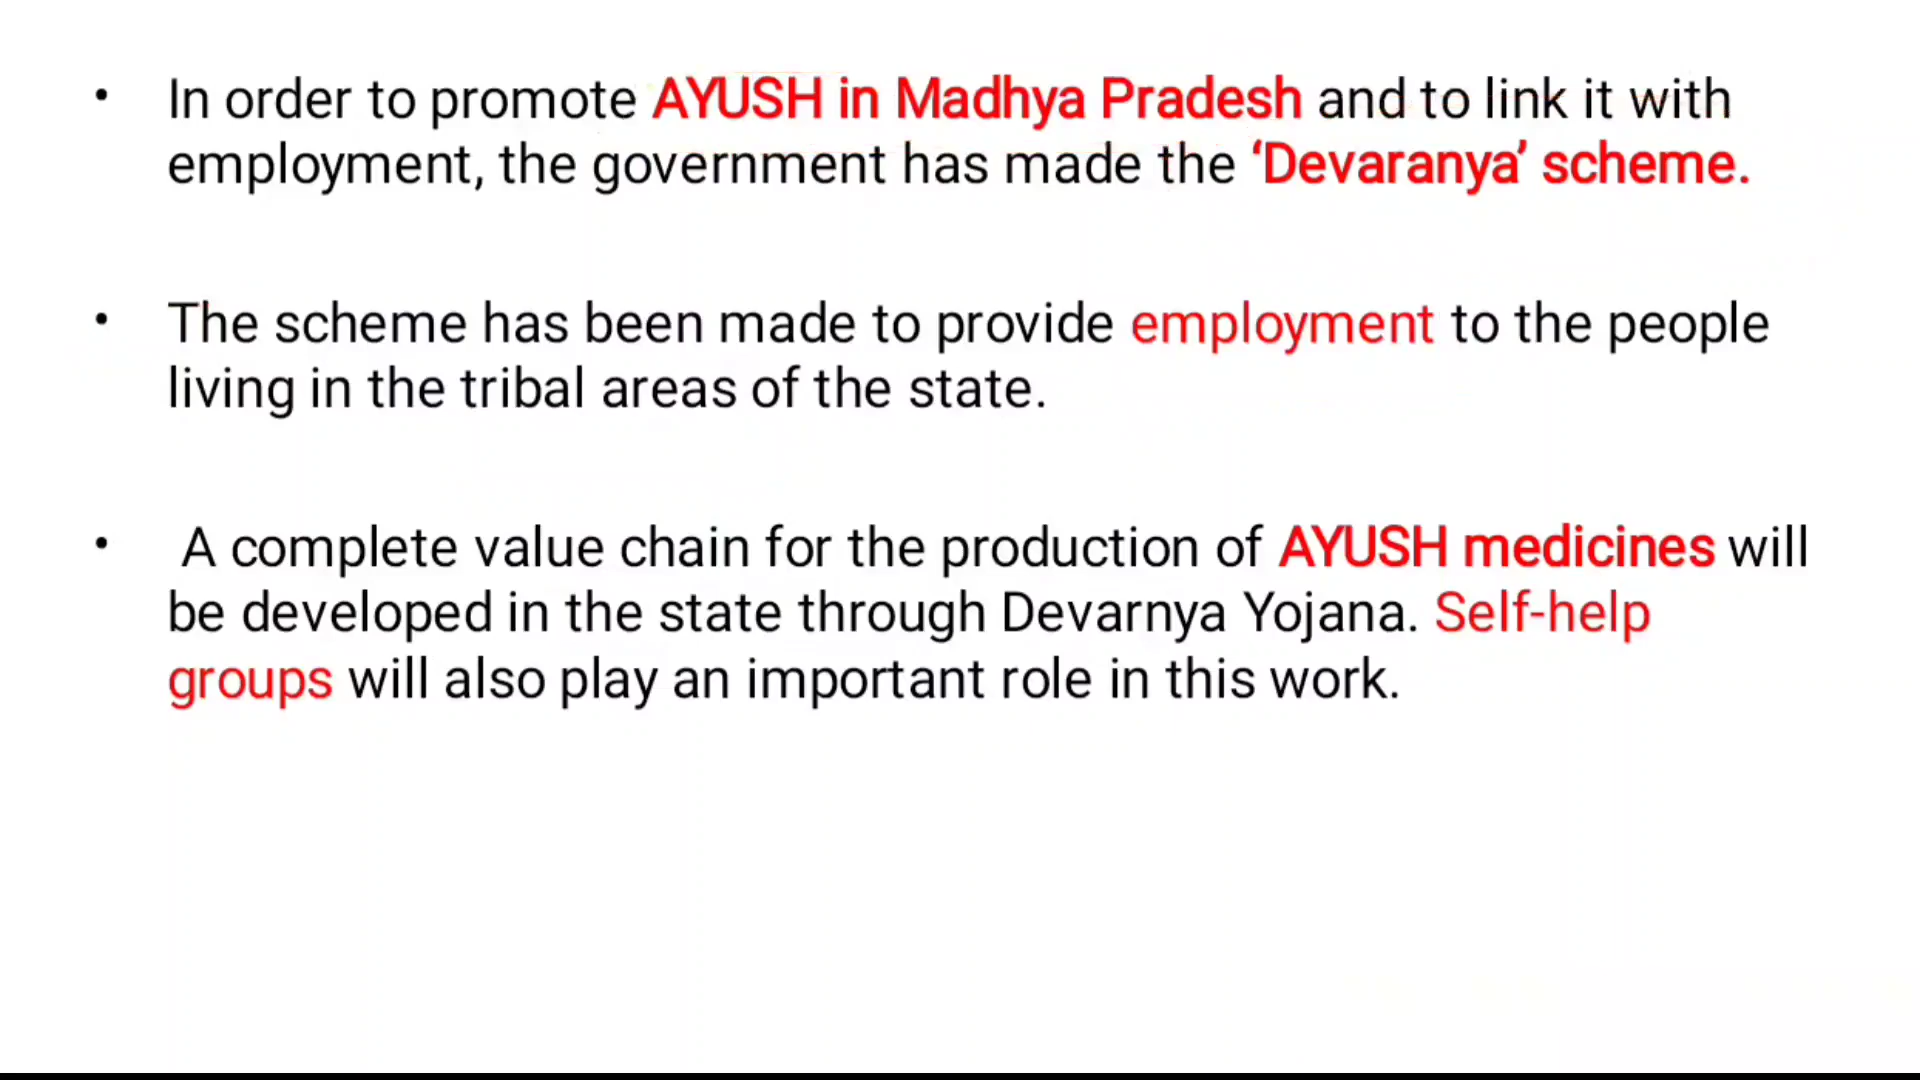 • In order to promote AYUSH in Madhya Pradesh and to link it with
employment, the government has made the ‘Devaranya’ scheme.
• The scheme has been made to provide employment to the people
living in the tribal areas of the state.
• A complete value chain for the production of AYUSH medicines will
be developed in the state through Devarnya Yojana. Self-help
groups will also play an important role in this work.